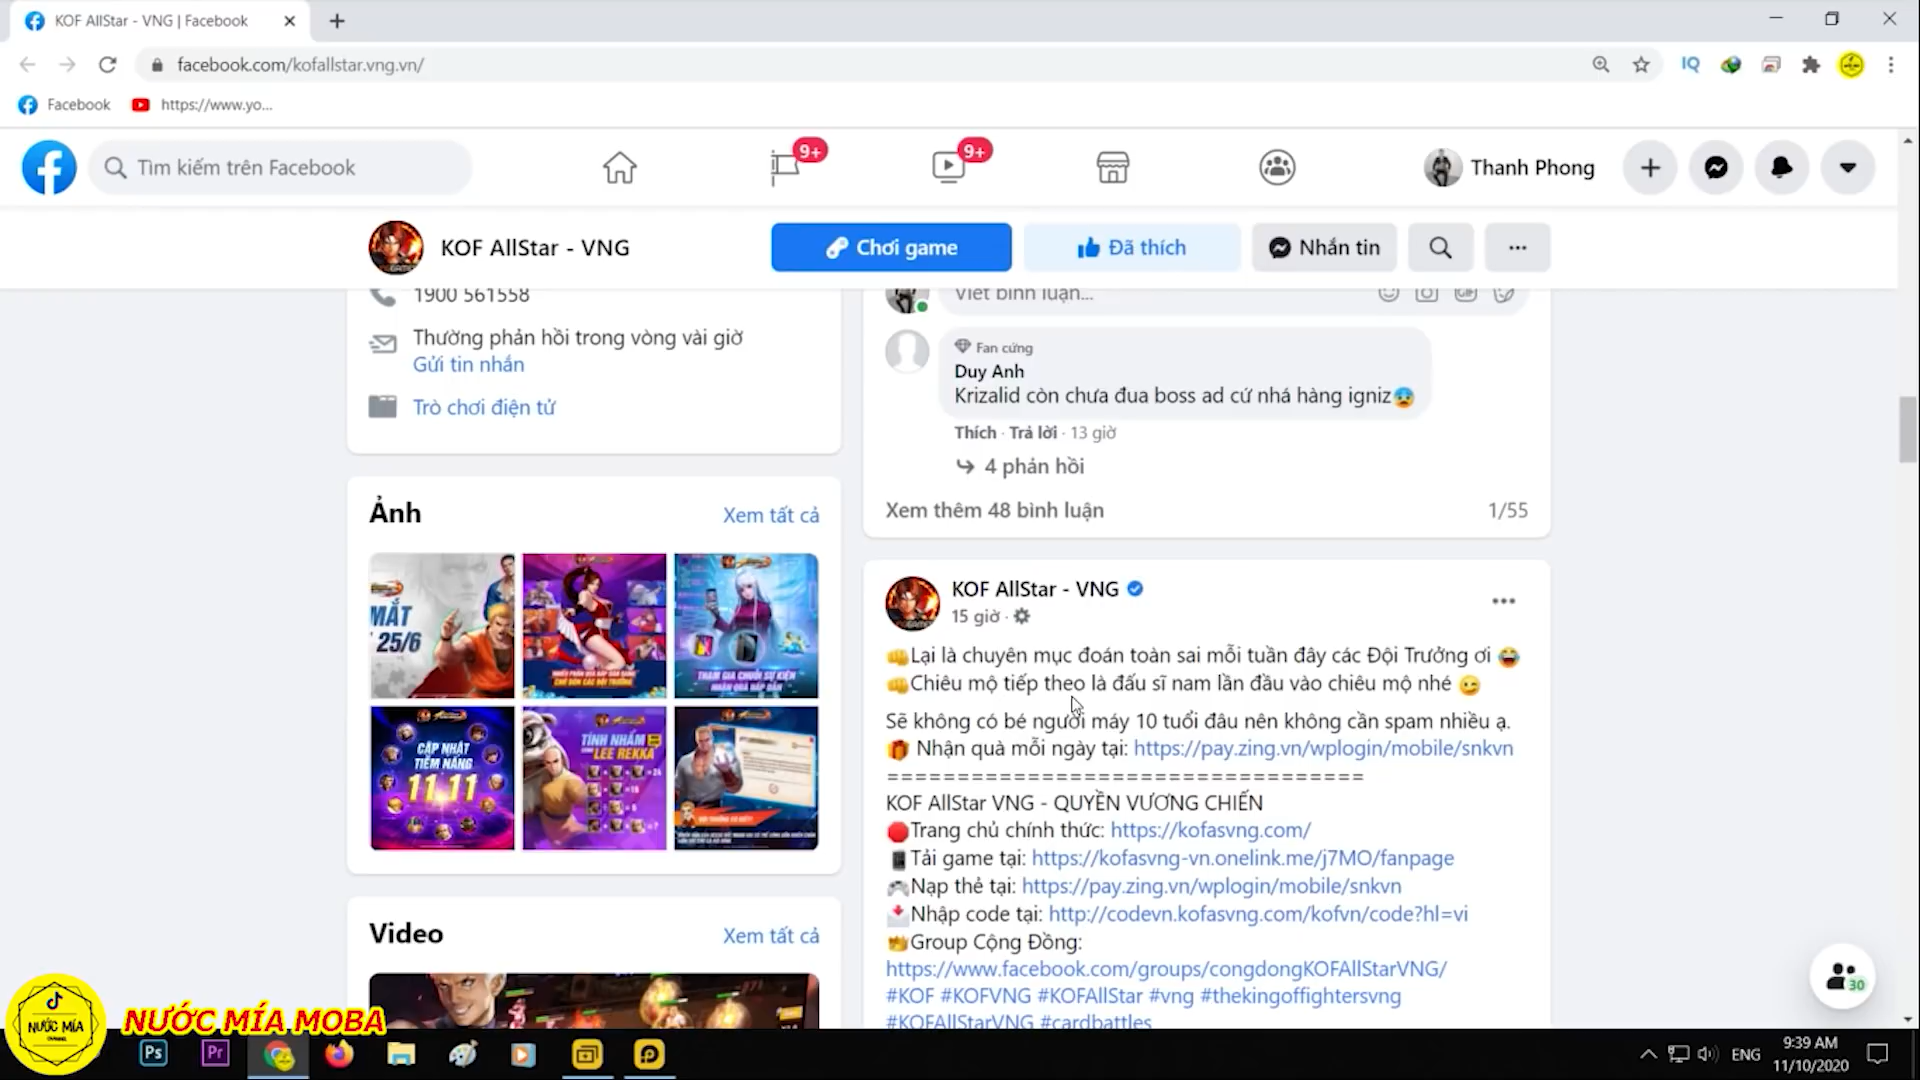 KOF AllStar - VNG | Facebook
facebook.com/kofallstar.vng.vn/
IQ
Facebook
https://www.yo...
Tìm kiếm trên Facebook
9+
9+
Thanh Phong
KOF AllStar - VNG
Chơi game
Đã thích
Nhắn tin
1900 561558
Thường phản hồi trong vòng vài giờ
Gửi tin nhắn
Trò chơi điện tử
Ảnh
Xem tất cả
MẮT
25/6
THAM GIA CHUỖI SỰ KIỆN
NHẬN QUÀ HẤP DẪN
CẬP NHẬT
TIỀM NĂNG
11.11
TÍNH NHẨM
LEE REKKA
Video
Xem tất cả
Viết bình luận...
GIF
Fan cứng
Duy Anh
Krizalid còn chưa đua boss ad cứ nhá hàng igniz😰
Thích · Trả lời · 13 giờ
4 phản hồi
Xem thêm 48 bình luận
1/55
KOF AllStar - VNG
15 giờ ·
👊Lại là chuyên mục đoán toàn sai mỗi tuần đây các Đội Trưởng ơi 😂
👊Chiêu mộ tiếp theo là đấu sĩ nam lần đầu vào chiêu mộ nhé 😉
Sẽ không có bé người máy 10 tuổi đâu nên không cần spam nhiều ạ.
🎁 Nhận quà mỗi ngày tại: https://pay.zing.vn/wplogin/mobile/snkvn
==================================
KOF AllStar VNG - QUYỀN VƯƠNG CHIẾN
🛑Trang chủ chính thức: https://kofasvng.com/
📱Tải game tại: https://kofasvng-vn.onelink.me/j7MO/fanpage
🎮Nạp thẻ tại: https://pay.zing.vn/wplogin/mobile/snkvn
📩Nhập code tại: http://codevn.kofasvng.com/kofvn/code?hl=vi
👑Group Cộng Đồng:
https://www.facebook.com/groups/congdongKOFAllStarVNG/
#KOF #KOFVNG #KOFAllStar #vng #thekingoffightersvng
#KOFAllStarVNG #cardbattles
30
NƯỚC MÍA
CHANNEL
NƯỚC MÍA MOBA
Ps
Pr
ENG
9:39 AM
11/10/2020